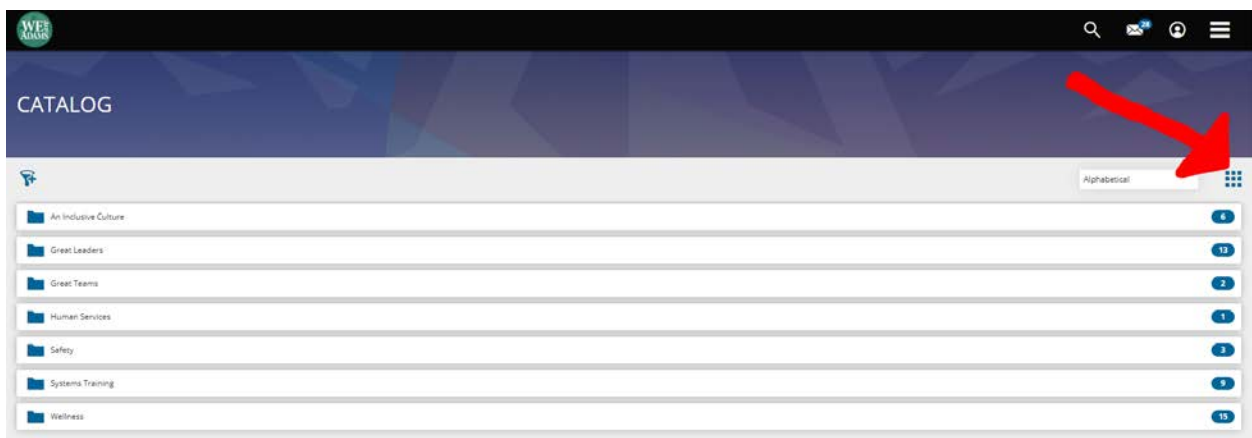 WE are
ADAMS
28
CATALOG
Alphabetical
An Inclusive Culture
6
Great Leaders
13
Great Teams
2
Human Services
1
Safety
3
Systems Training
9
Wellness
15